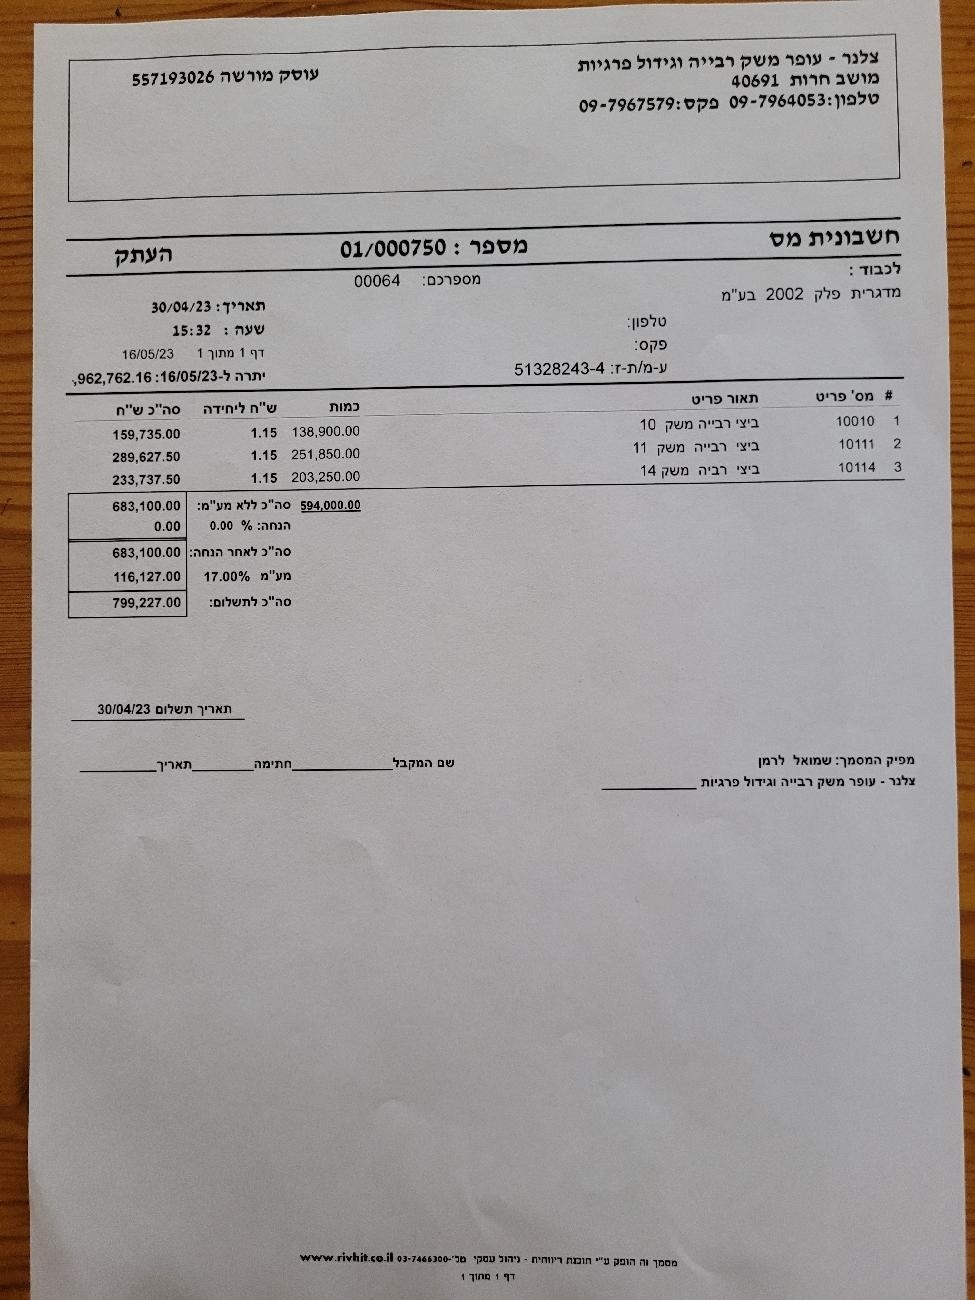 צלנר - עופר משק רבייה וגידול פרגיות
עוסק מורשה 557193026
מושב חרות 40691
טלפון:09-7964053 פקס:09-7967579
חשבונית מס מספר : 01/000750 העתק
לכבוד :
מספרכם: 00064
מדגרית פלק 2002 בע"מ
תאריך: 30/04/23
טלפון:
שעה : 15:32
פקס:
דף 1 מתוך 1 16/05/23
ע-מ/ת-ז: 51328243-4
יתרה ל-16/05/23: 962,762.16,
# מס' פריט תאור פריט כמות ש"ח ליחידה סה"כ ש"ח
1 10010 ביצי רבייה משק 10 138,900.00 1.15 159,735.00
2 10111 ביצי רבייה משק 11 251,850.00 1.15 289,627.50
3 10114 ביצי רביה משק 14 203,250.00 1.15 233,737.50
594,000.00 סה"כ ללא מע"מ: 683,100.00
הנחה: % 0.00 0.00
סה"כ לאחר הנחה: 683,100.00
מע"מ 17.00% 116,127.00
סה"כ לתשלום: 799,227.00
תאריך תשלום 30/04/23
מפיק המסמך: שמואל לרמן
שם המקבל__________חתימה________תאריך__________
צלנר - עופר משק רבייה וגידול פרגיות ____________
מסמך זה הופק ע"י תוכנת ריווחית - ניהול עסקי טל'-03-7466300 www.rivhit.co.il
דף 1 מתוך 1